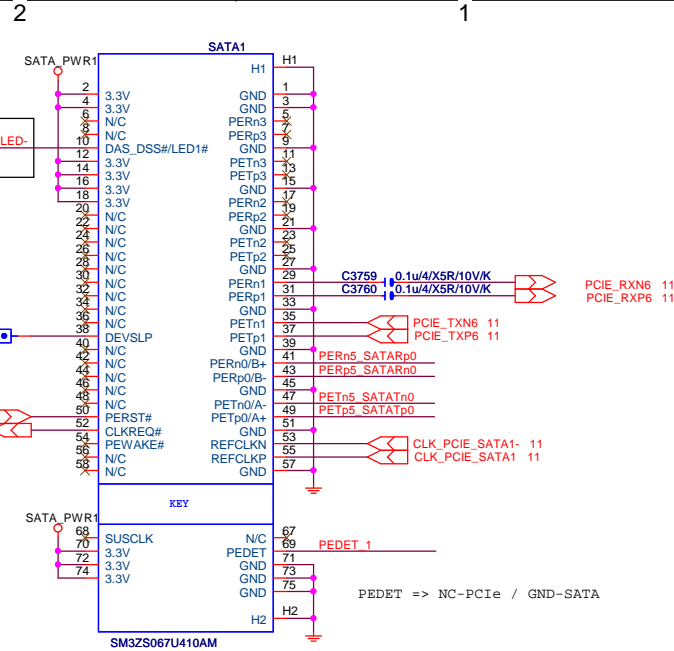 2 1
SATA1
SATA_PWR1
H1 H1
2 3.3V GND 1
4 3.3V GND 3
6 N/C PERn3 5
8 N/C PERp3 7
LED- 10 DAS_DSS#/LED1# GND 9
12 3.3V PETn3 11
14 3.3V PETp3 13
16 3.3V GND 15
18 3.3V PERn2 17
20 N/C PERp2 19
22 N/C GND 21
24 N/C PETn2 23
26 N/C PETp2 25
28 N/C GND 27
30 N/C PERn1 29 C3759 0.1u/4/X5R/10V/K PCIE_RXN6 11
32 N/C PERp1 31 C3760 0.1u/4/X5R/10V/K PCIE_RXP6 11
34 N/C GND 33
36 N/C PETn1 35 PCIE_TXN6 11
38 DEVSLP PETp1 37 PCIE_TXP6 11
40 N/C GND 39
42 N/C PERn0/B+ 41 PERn5_SATARp0
44 N/C PERp0/B- 43 PERp5_SATARn0
46 N/C GND 45
48 N/C PETn0/A- 47 PETn5_SATATn0
50 PERST# PETp0/A+ 49 PETp5_SATATp0
52 CLKREQ# GND 51
54 PEWAKE# REFCLKN 53 CLK_PCIE_SATA1- 11
56 N/C REFCLKP 55 CLK_PCIE_SATA1 11
58 N/C GND 57
KEY
SATA_PWR1
68 SUSCLK N/C 67
70 3.3V PEDET 69 PEDET_1
72 3.3V GND 71
74 3.3V GND 73
GND 75
PEDET => NC-PCIe / GND-SATA
H2 H2
SM3ZS067U410AM